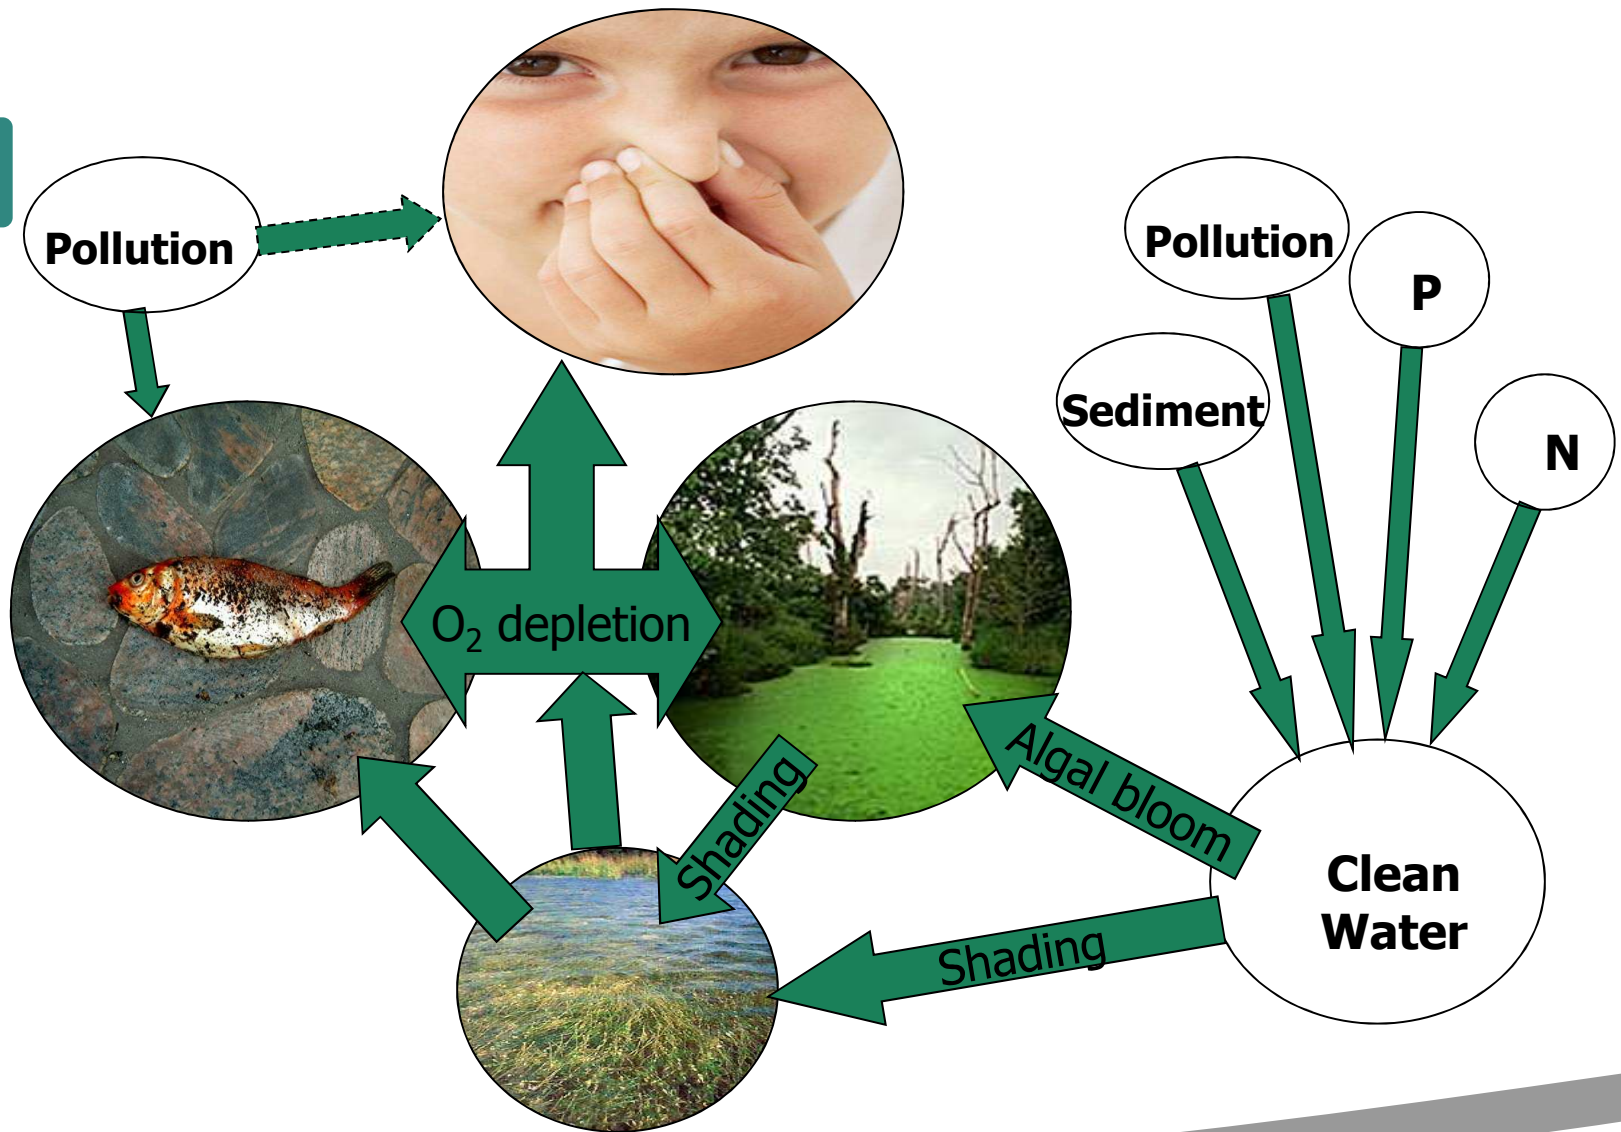 Pollution
Pollution
P
Sediment
N
O₂ depletion
Algal bloom
Shading
Shading
Clean
Water